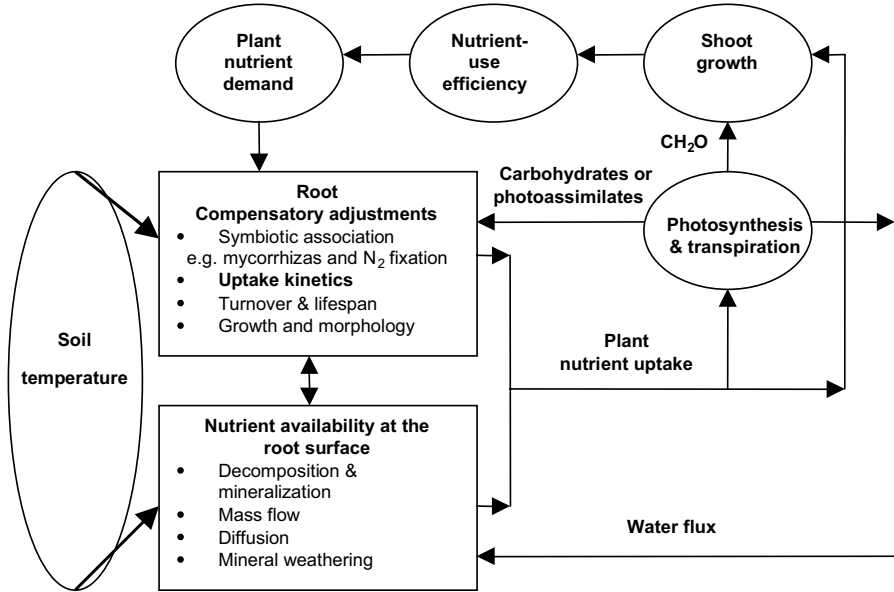 Plant
nutrient
demand
Nutrient-
use
efficiency
Shoot
growth
CH₂O
Carbohydrates or
photoassimilates
Photosynthesis
& transpiration
Root
Compensatory adjustments
• Symbiotic association
e.g. mycorrhizas and N₂ fixation
• Uptake kinetics
• Turnover & lifespan
• Growth and morphology
Soil
temperature
Plant
nutrient uptake
Nutrient availability at the
root surface
• Decomposition &
mineralization
• Mass flow
• Diffusion
• Mineral weathering
Water flux